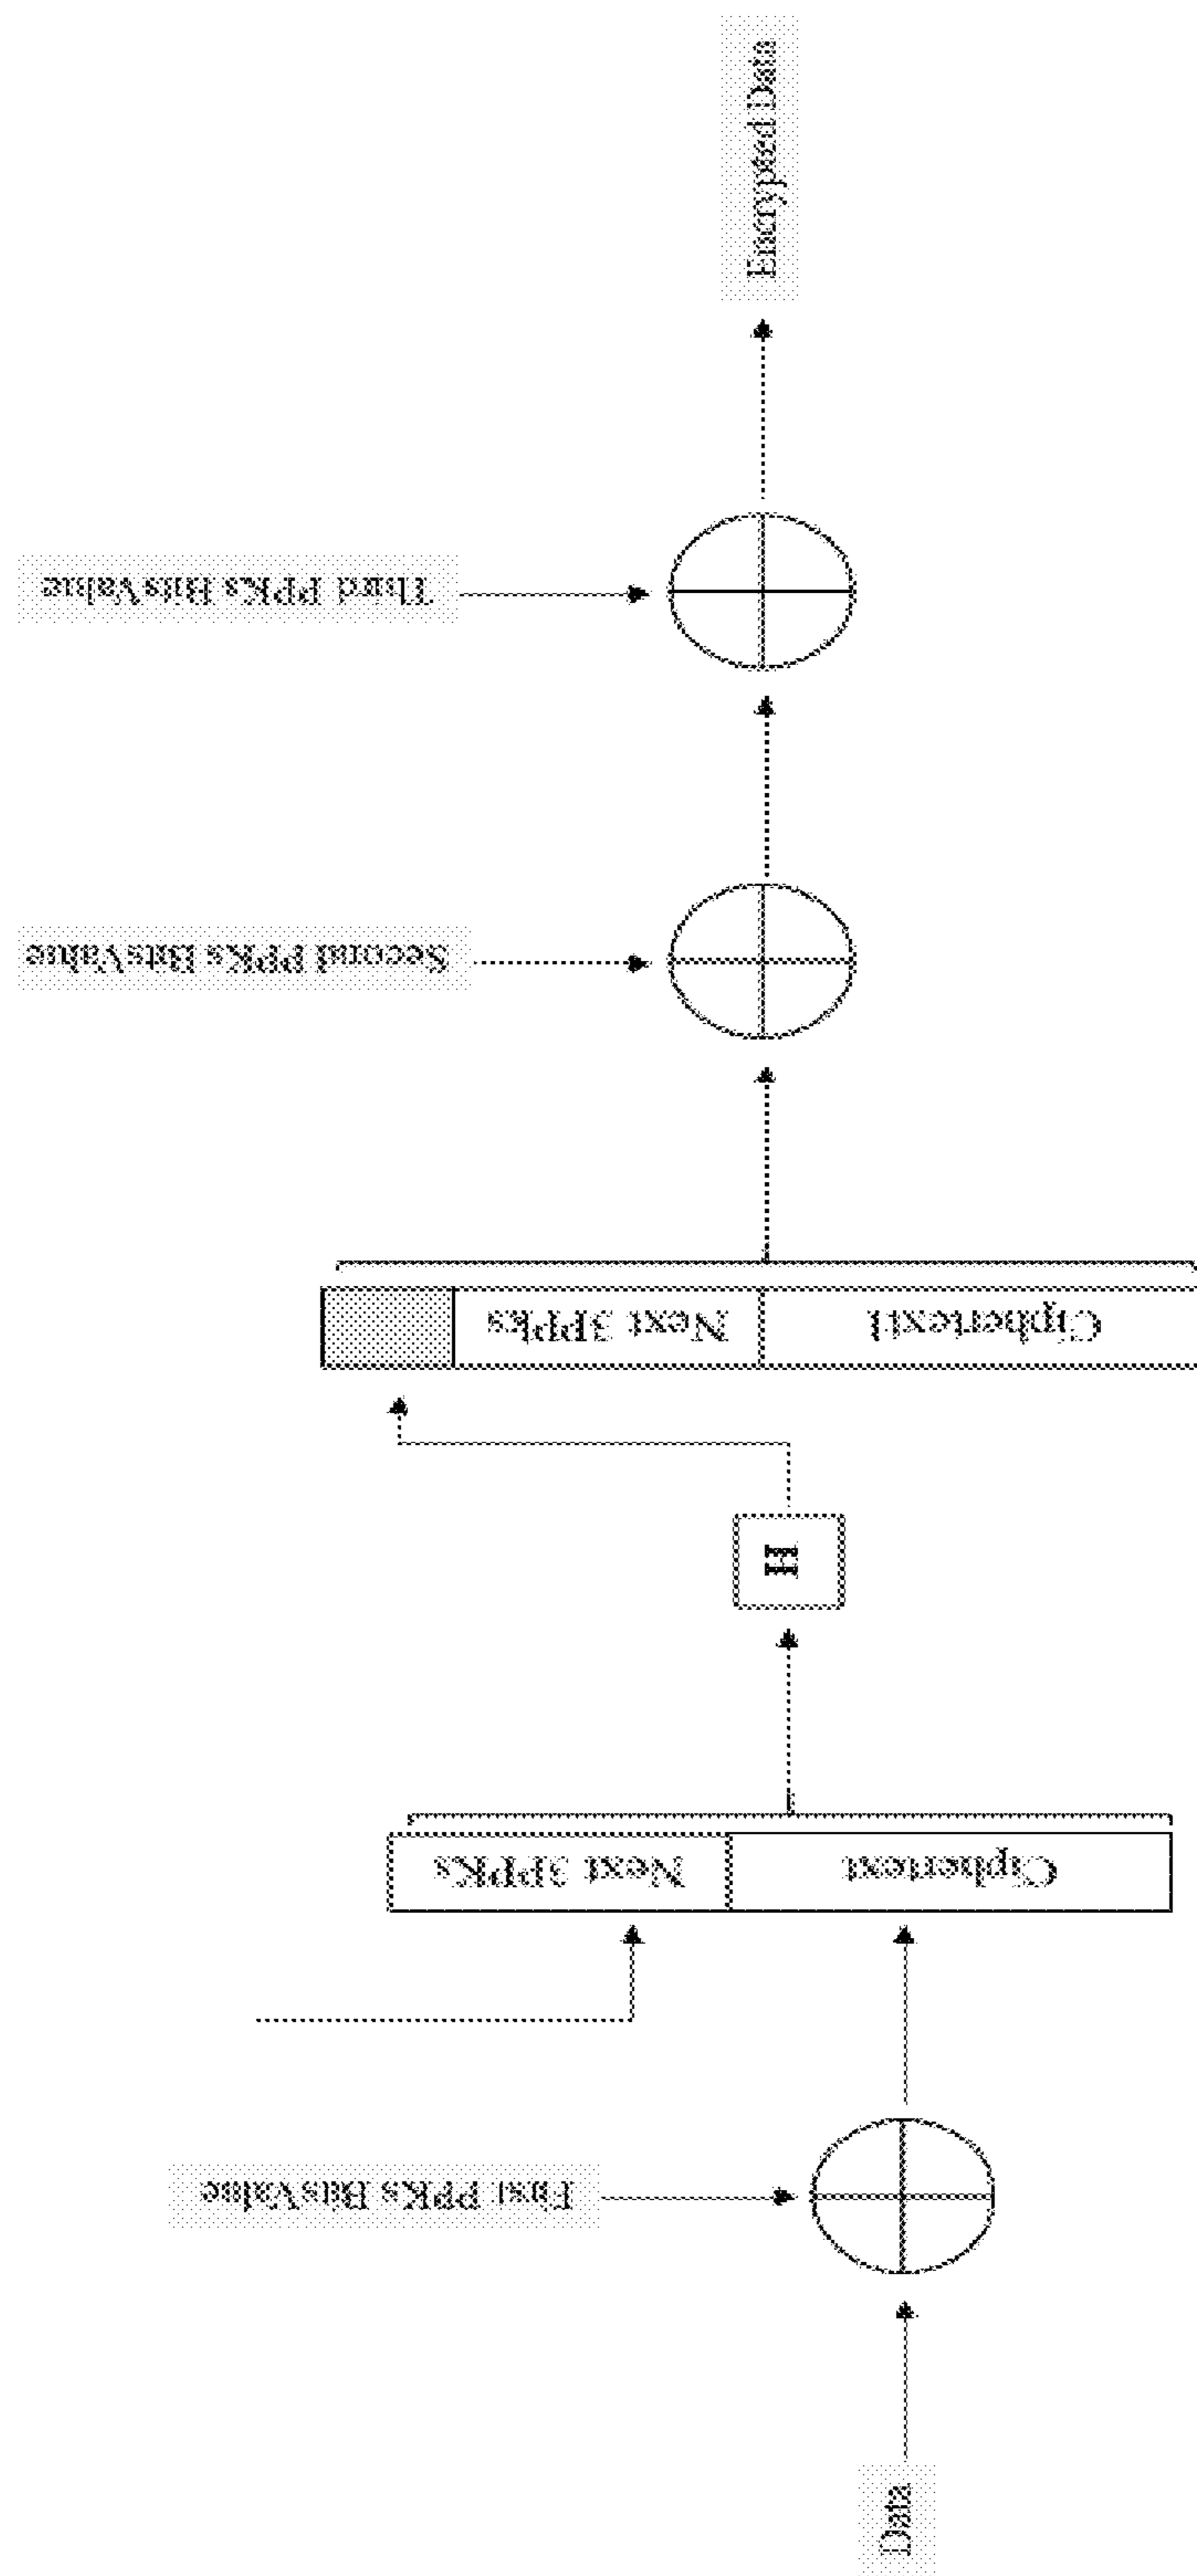 Encrypted Data
Third PPKs BitsValue
Second PPKs BitsValue
Next 3PPks
Ciphertext1
H
Next 3PPKs
Ciphertext
First PPKs BitsValue
Data